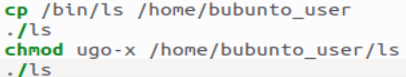 cp /bin/ls /home/bubunto_user
./ls
chmod ugo-x /home/bubunto_user/ls
./ls